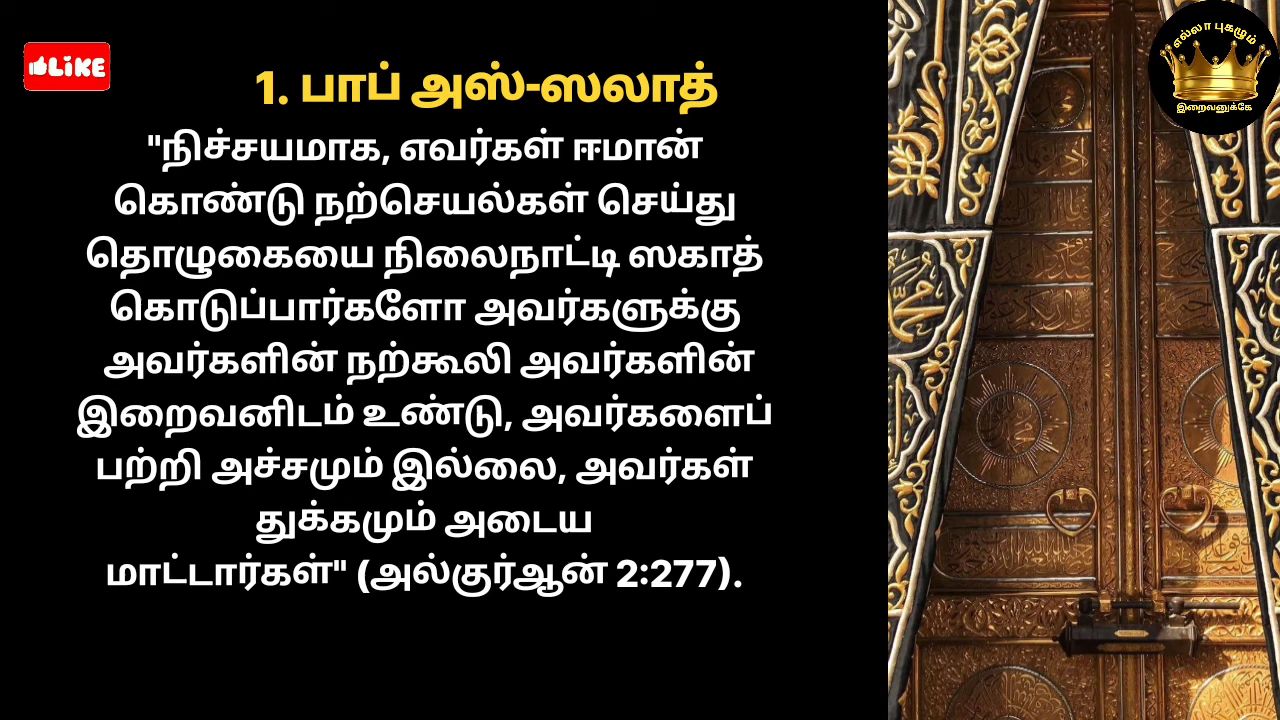 LIKE
எல்லா புகழும்
இறைவனுக்கே
1. பாப் அஸ்-ஸலாத்
"நிச்சயமாக, எவர்கள் ஈமான்
கொண்டு நற்செயல்கள் செய்து
தொழுகையை நிலைநாட்டி ஸகாத்
கொடுப்பார்களோ அவர்களுக்கு
அவர்களின் நற்கூலி அவர்களின்
இறைவனிடம் உண்டு, அவர்களைப்
பற்றி அச்சமும் இல்லை, அவர்கள்
துக்கமும் அடைய
மாட்டார்கள்" (அல்குர்ஆன் 2:277).